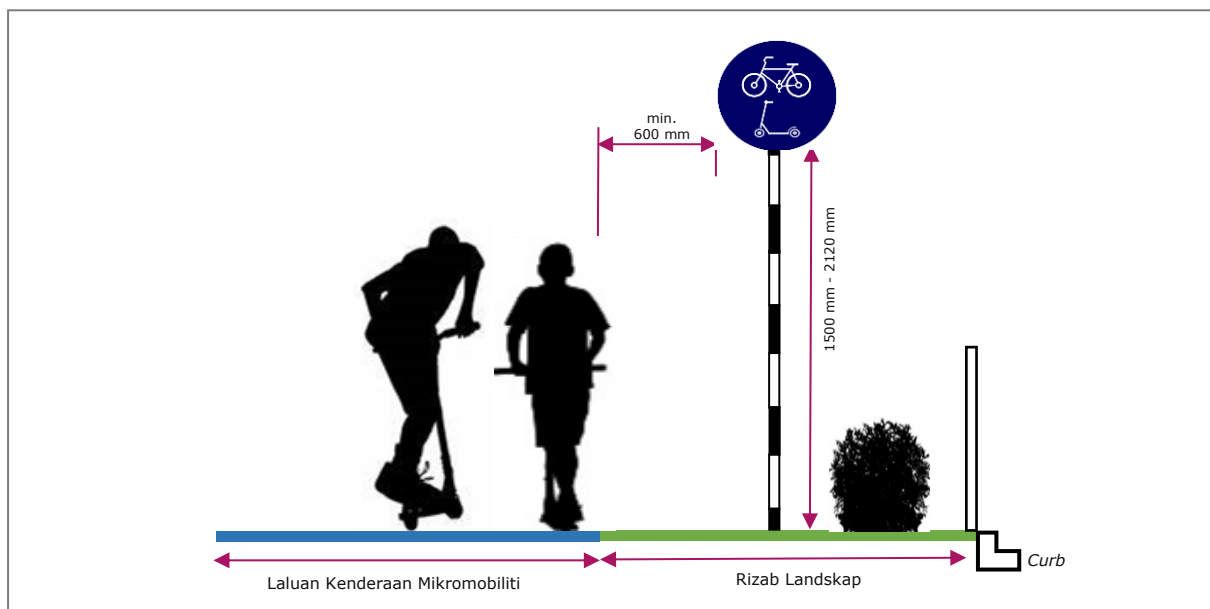 min.
600 mm
1500 mm - 2120 mm
Curb
Laluan Kenderaan Mikromobiliti
Rizab Landskap